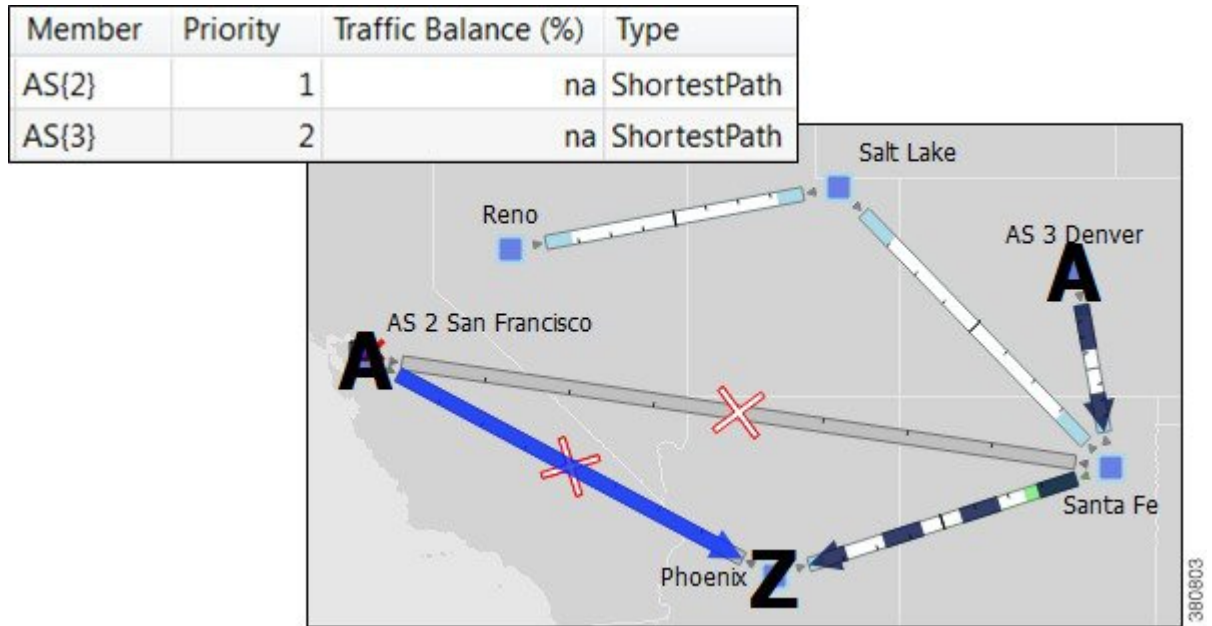 Member Priority Traffic Balance (%) Type
AS{2} 1 na ShortestPath
AS{3} 2 na ShortestPath
Salt Lake
Reno
AS 3 Denver
A
AS 2 San Francisco
A
Santa Fe
Phoenix Z
380803